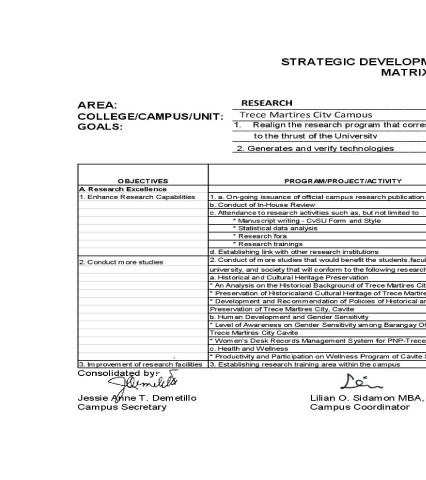 STRATEGIC DEVELOPM
MATRIX
AREA: RESEARCH
COLLEGE/CAMPUS/UNIT: Trece Martires City Campus
GOALS: 1. Realign the research program that corres
to the thrust of the University
2. Generates and verify technologies
OBJECTIVES PROGRAM/PROJECT/ACTIVITY
A. Research Excellence
1. Enhance Research Capabilities 1. a. On-going issuance of official campus research publication
b. Conduct of In-House Review
c. Attendance to research activities such as, but not limited to
* Manuscript writing - CvSU Form and Style
* Statistical data analysis
* Research fora
* Research trainings
d. Establishing link with other research institutions
2. Conduct more studies 2. Conduct of more studies that would benefit the students,facul
university, and society that will conform to the following research
a. Historical and Cultural Heritage Preservation
* An Analysis on the Historical Background of Trece Martires Cit
* Preservation of Historicaland Cultural Heritage of Trece Martire
* Development and Recommendation of Policies of Historical an
Preservation of Trece Martires City, Cavite
b. Human Development and Gender Sensitivity
* Level of Awareness on Gender Sensitivity among Barangay Of
Trece Martires City Cavite
* Women's Desk Records Management System for PNP-Trece
c. Health and Wellness
* Productivity and Participation on Wellness Program of Cavite S
3. Improvement of research facilities 3. Establishing research training area within the campus
Consolidated by:
Jessie Anne T. Demetillo Lilian O. Sidamon MBA,
Campus Secretary Campus Coordinator